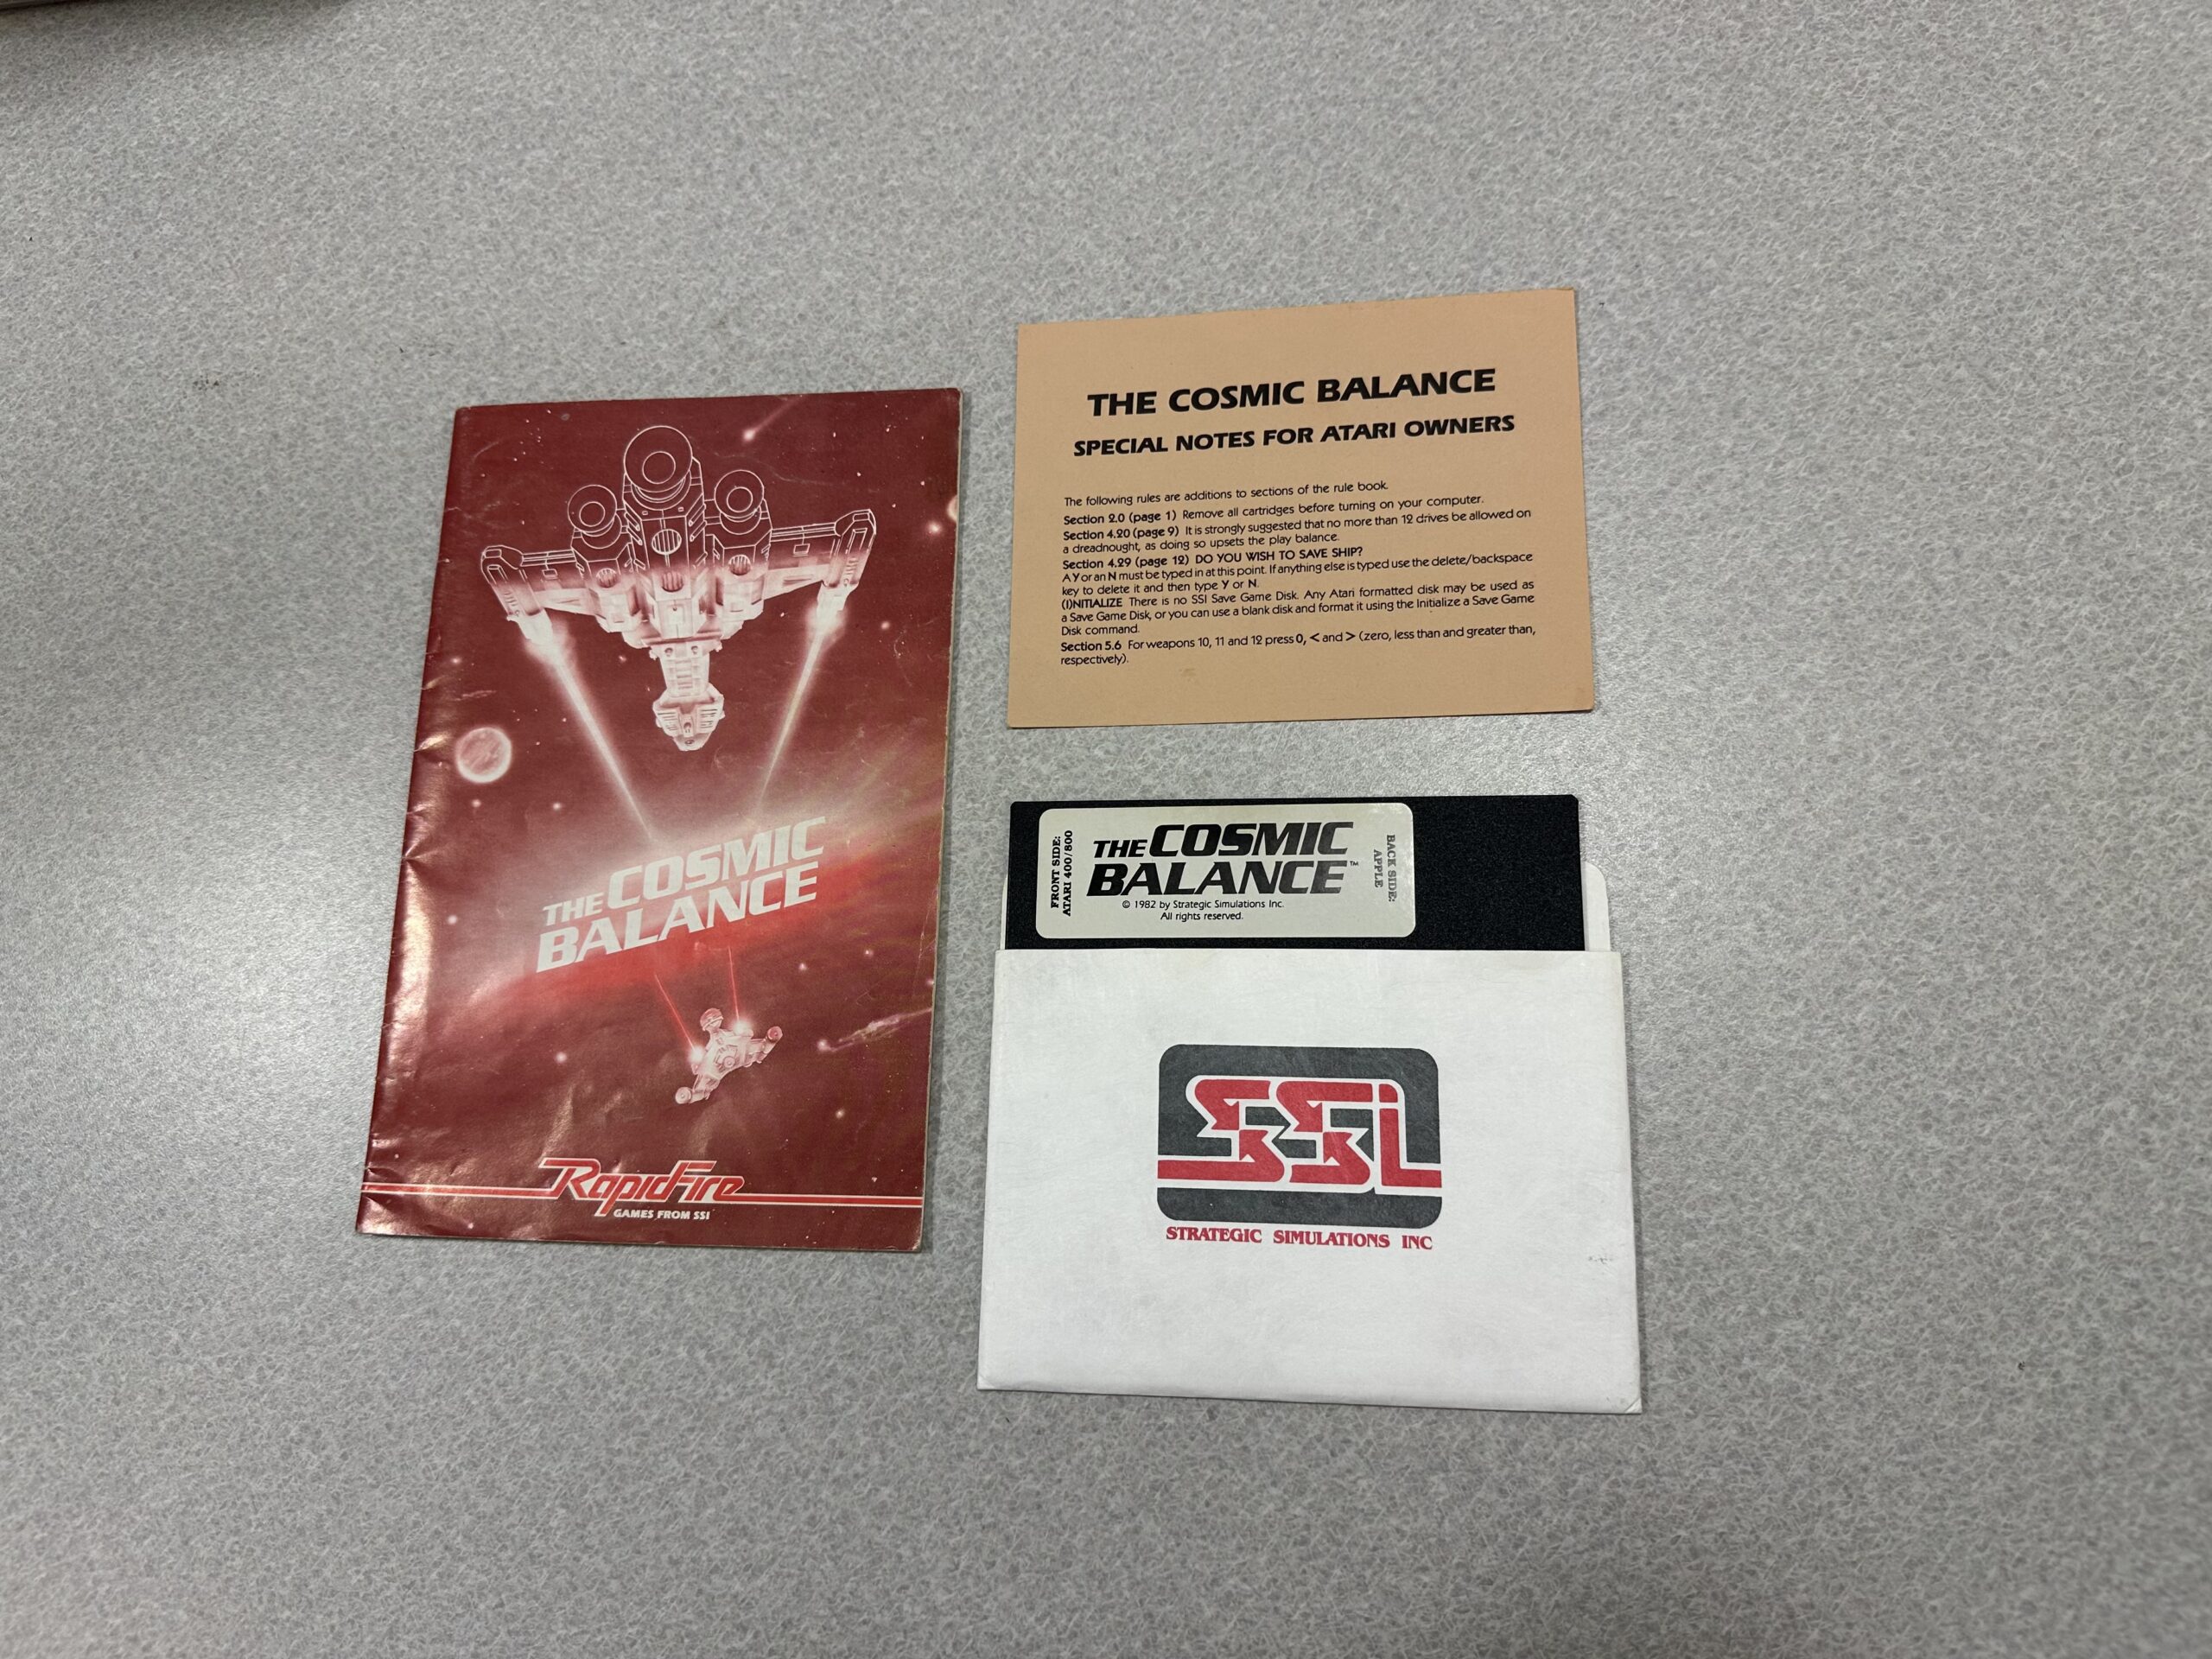 THE COSMIC
BALANCE
RapidFire
GAMES FROM SSI
THE COSMIC BALANCE
SPECIAL NOTES FOR ATARI OWNERS
The following rules are additions to sections of the rule book.
Section 2.0 (page 1) Remove all cartridges before turning on your computer.
Section 4.20 (page 9) It is strongly suggested that no more than 12 drives be allowed on
a dreadnought, as doing so upsets the play balance.
Section 4.29 (page 12) DO YOU WISH TO SAVE SHIP?
A Y or an N must be typed in at this point. If anything else is typed use the delete/backspace
key to delete it and then type Y or N.
(I)NITIALIZE There is no SSI Save Game Disk. Any Atari formatted disk may be used as
a Save Game Disk, or you can use a blank disk and format it using the Initialize a Save Game
Disk command.
Section 5.6 For weapons 10, 11 and 12 press 0, < and > (zero, less than and greater than,
respectively).
FRONT SIDE:
ATARI 400/800
THE COSMIC
BALANCE™
© 1982 by Strategic Simulations Inc.
All rights reserved.
BACK SIDE:
APPLE
SSI
STRATEGIC SIMULATIONS INC